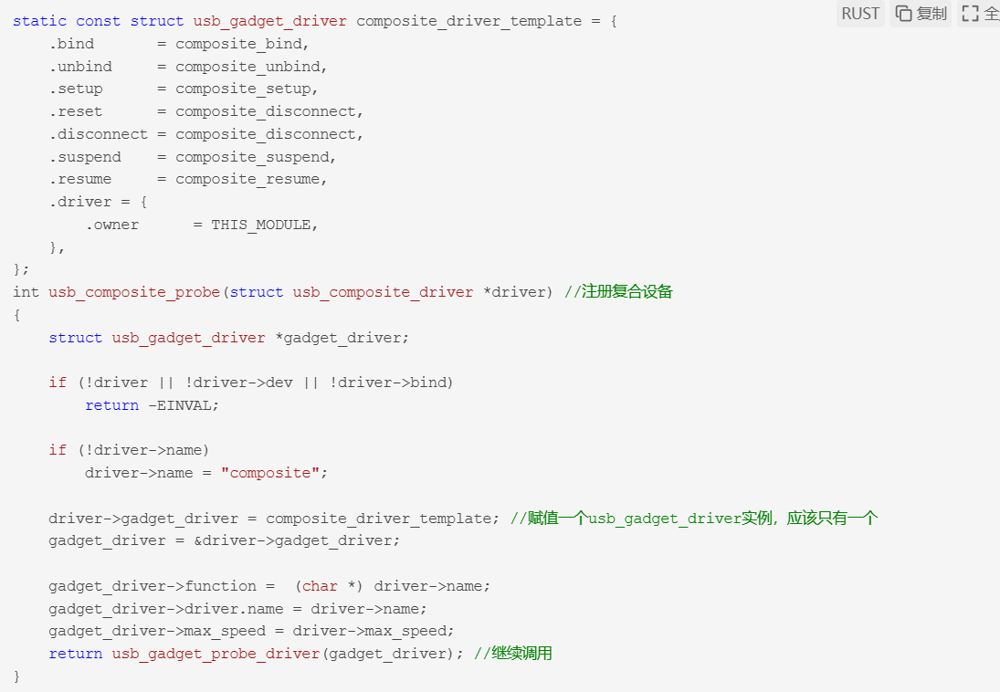 RUST 复制 全
static const struct usb_gadget_driver composite_driver_template = {
    .bind       = composite_bind,
    .unbind     = composite_unbind,
    .setup      = composite_setup,
    .reset      = composite_disconnect,
    .disconnect = composite_disconnect,
    .suspend    = composite_suspend,
    .resume     = composite_resume,
    .driver = {
        .owner      = THIS_MODULE,
    },
};
int usb_composite_probe(struct usb_composite_driver *driver) //注册复合设备
{
    struct usb_gadget_driver *gadget_driver;

    if (!driver || !driver->dev || !driver->bind)
        return -EINVAL;

    if (!driver->name)
        driver->name = "composite";

    driver->gadget_driver = composite_driver_template; //赋值一个usb_gadget_driver实例，应该只有一个
    gadget_driver = &driver->gadget_driver;

    gadget_driver->function =  (char *) driver->name;
    gadget_driver->driver.name = driver->name;
    gadget_driver->max_speed = driver->max_speed;
    return usb_gadget_probe_driver(gadget_driver); //继续调用
}